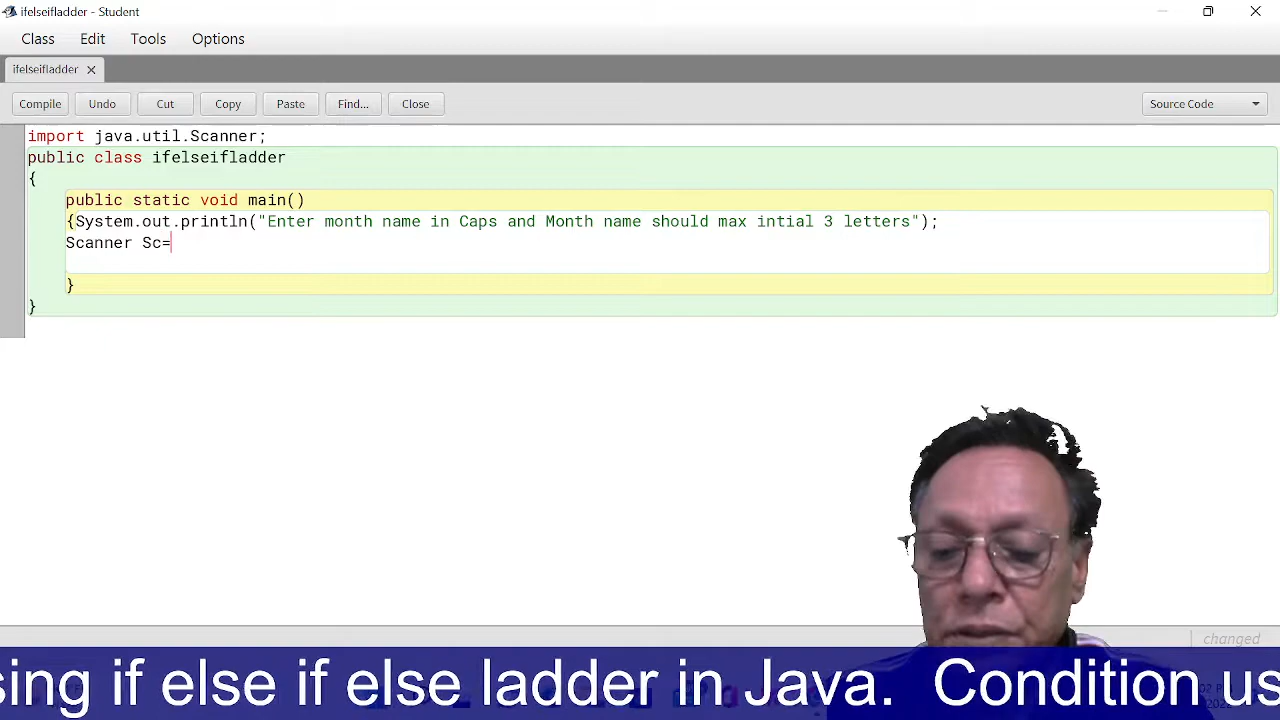 ifelseifladder - Student
Class Edit Tools Options
ifelseifladder
Compile Undo Cut Copy Paste Find... Close Source Code
import java.util.Scanner;
public class ifelseifladder
{
public static void main()
{System.out.println("Enter month name in Caps and Month name should max intial 3 letters");
Scanner Sc=
}
}
changed
sing if else if else ladder in Java. Condition us